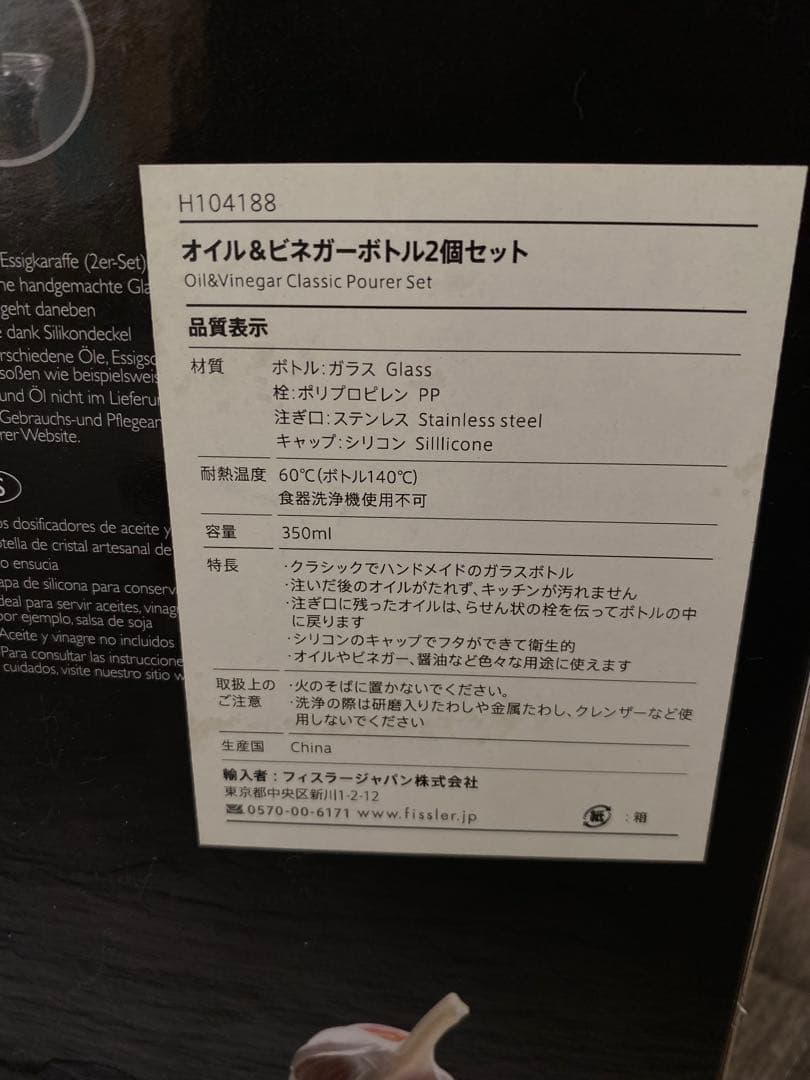 H104188
オイル&ビネガーボトル2個セット
Oil&Vinegar Classic Pourer Set
品質表示
材質 ボトル:ガラス Glass
栓:ポリプロピレン PP
注ぎ口:ステンレス Stainless steel
キャップ:シリコン Silllicone
耐熱温度 60℃(ボトル140℃)
食器洗浄機使用不可
容量 350ml
特長 ・クラシックでハンドメイドのガラスボトル
・注いだ後のオイルがたれず、キッチンが汚れません
・注ぎ口に残ったオイルは、らせん状の栓を伝ってボトルの中
に戻ります
・シリコンのキャップでフタができて衛生的
・オイルやビネガー、醤油など色々な用途に使えます
取扱上の ・火のそばに置かないでください。
ご注意 ・洗浄の際は研磨入りたわしや金属たわし、クレンザーなど使
用しないでください
生産国 China
輸入者:フィスラージャパン株式会社
東京都中央区新川1-2-12
0570-00-6171 www.fissler.jp
紙 :箱
Essigkaraffe (2er-Set)
handgemachte
geht daneben
dank Silikondeckel
Öle,
wie
und Öl nicht im
Gebrauchs-und
Website.
S
dosificadores de aceite y
de cristal artesanal de
ensucia
de silicona para
para servir aceites,
por ejemplo, salsa de soja
Aceite y vinagre no incluidos
Para consultar las
cuidados, visite nuestro sitio